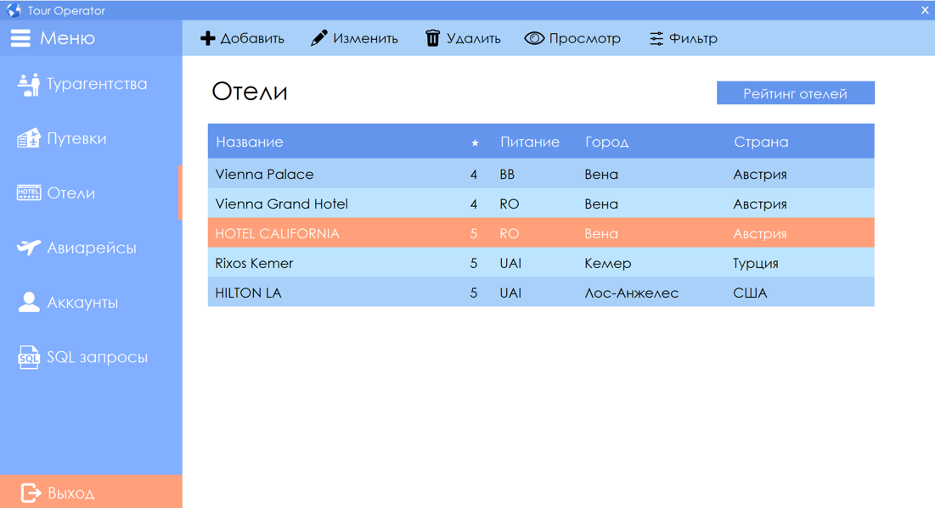 Tour Operator X
Меню
Добавить Изменить Удалить Просмотр Фильтр
Турагентства
Путевки
HOTEL
Отели
Авиарейсы
Аккаунты
SQL
SQL запросы
Выход
Отели
Рейтинг отелей
Название ★ Питание Город Страна
Vienna Palace 4 BB Вена Австрия
Vienna Grand Hotel 4 RO Вена Австрия
HOTEL CALIFORNIA 5 RO Вена Австрия
Rixos Kemer 5 UAI Кемер Турция
HILTON LA 5 UAI Лос-Анжелес США